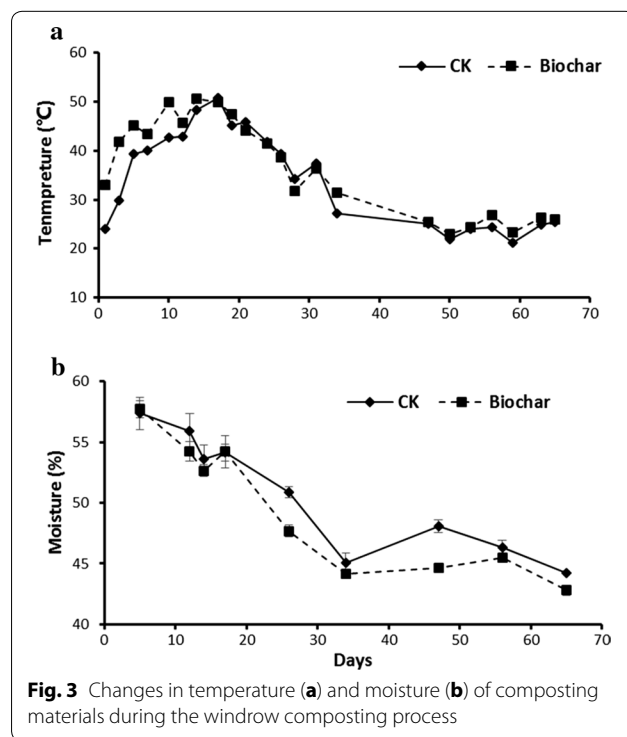 a
60
50
40
30
20
10
Tenmpreture (℃)
CK Biochar
0 10 20 30 40 50 60 70
b
60
55
50
45
40
Moisture (%)
CK Biochar
0 10 20 30 40 50 60 70
Days
Fig. 3 Changes in temperature (a) and moisture (b) of composting
materials during the windrow composting process